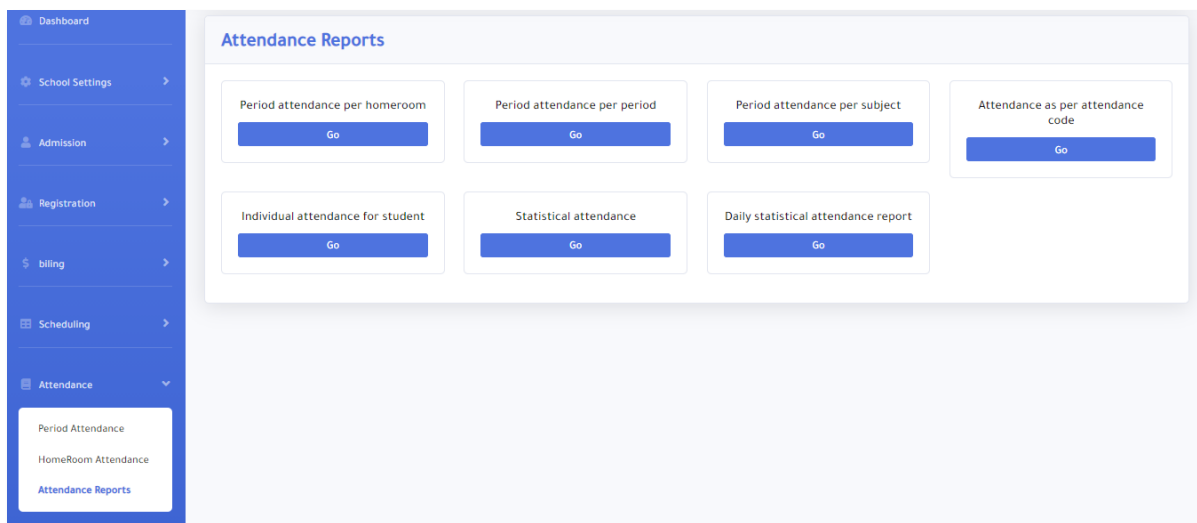 Dashboard
School Settings
Admission
Registration
$ biling
Scheduling
Attendance
Period Attendance
HomeRoom Attendance
Attendance Reports
Attendance Reports
Period attendance per homeroom
Go
Period attendance per period
Go
Period attendance per subject
Go
Attendance as per attendance
code
Go
Individual attendance for student
Go
Statistical attendance
Go
Daily statistical attendance report
Go